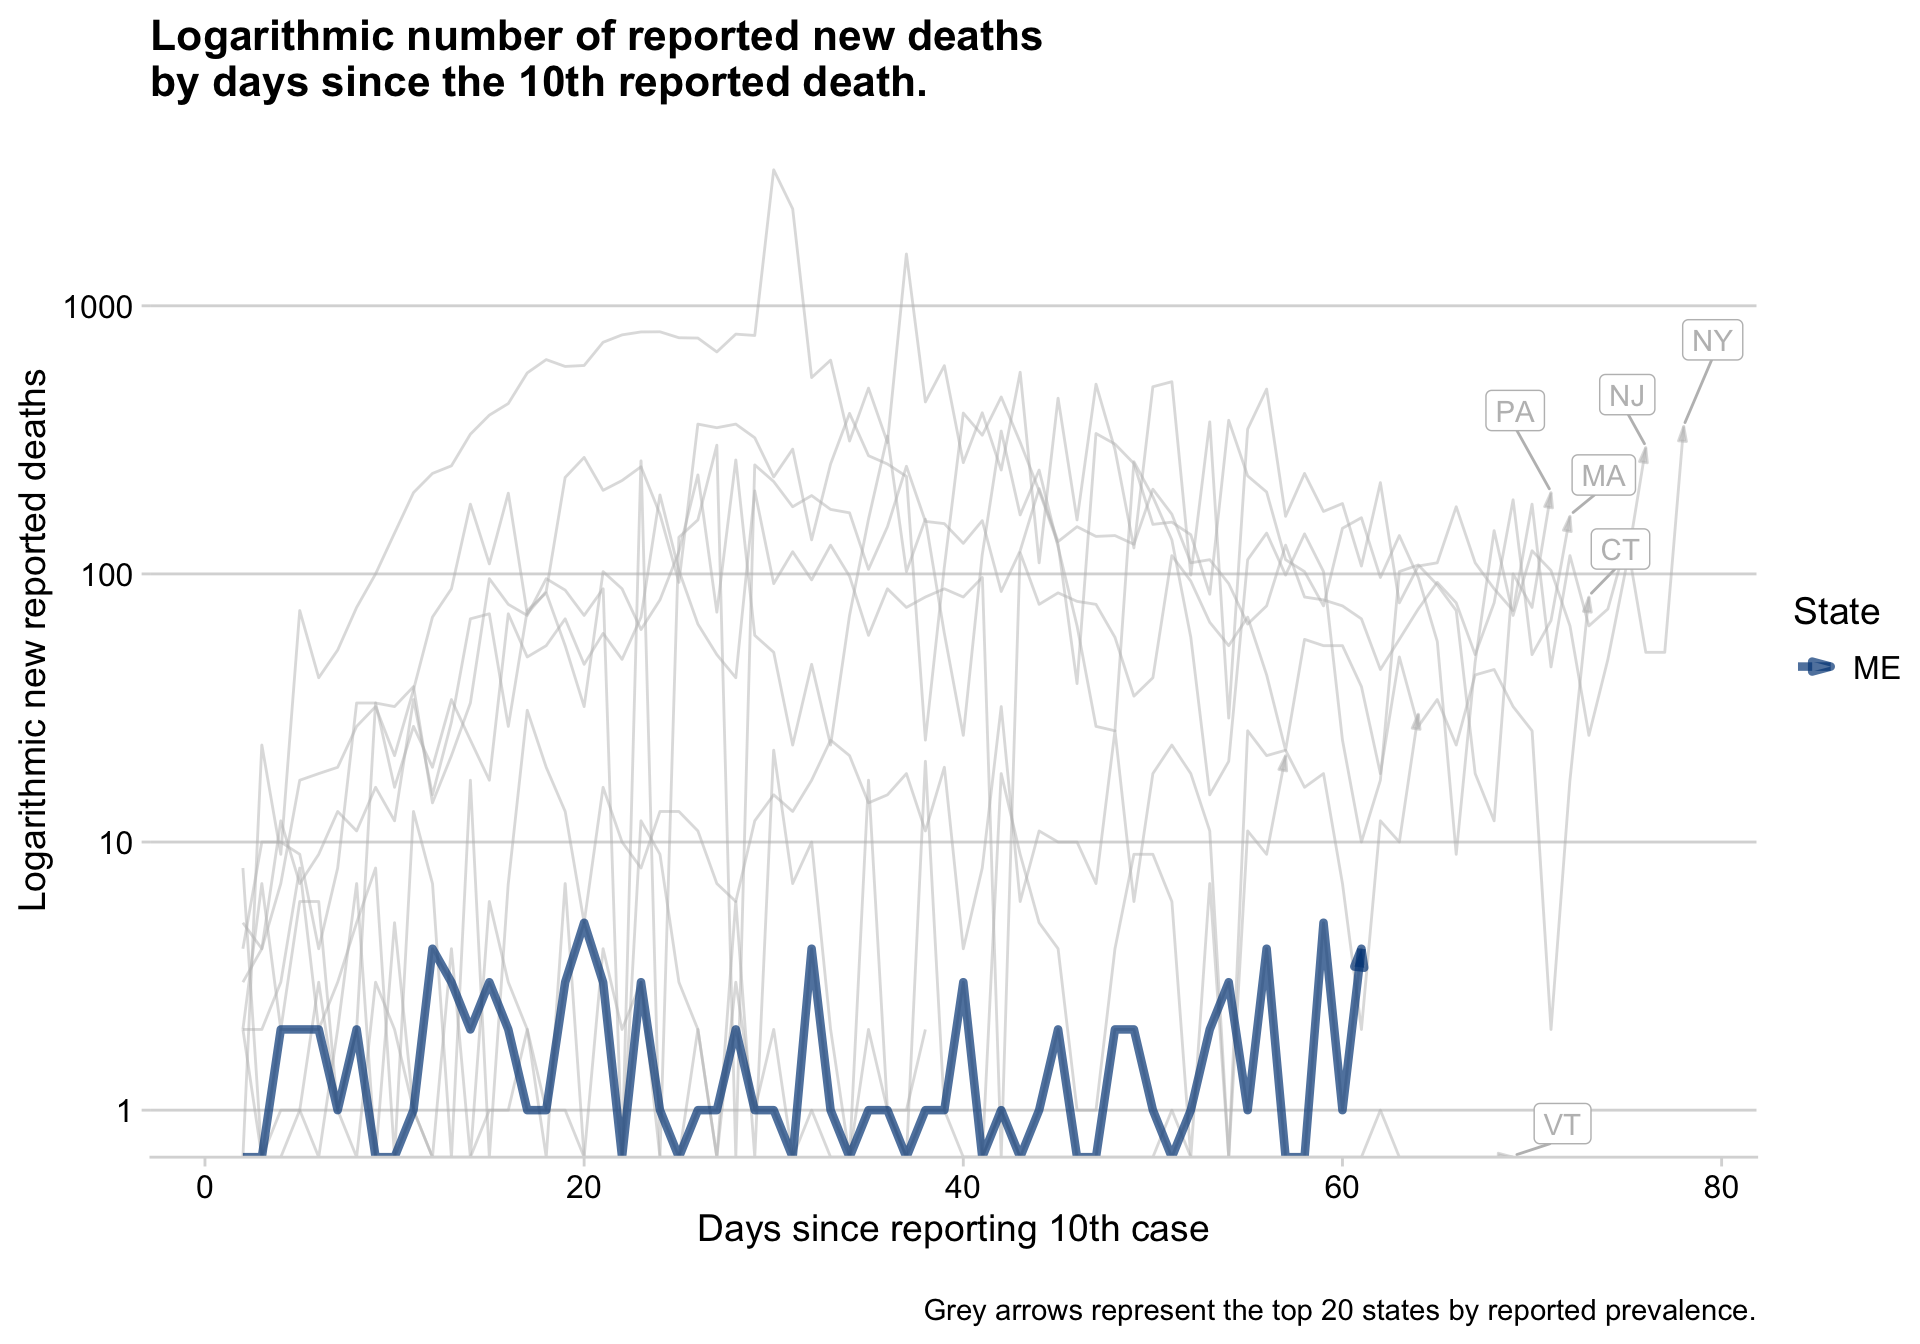 Logarithmic number of reported new deaths
by days since the 10th reported death.
Logarithmic new reported deaths
1000
100
10
1
NY
NJ
PA
MA
CT
VT
State
ME
0
20
40
60
80
Days since reporting 10th case
Grey arrows represent the top 20 states by reported prevalence.